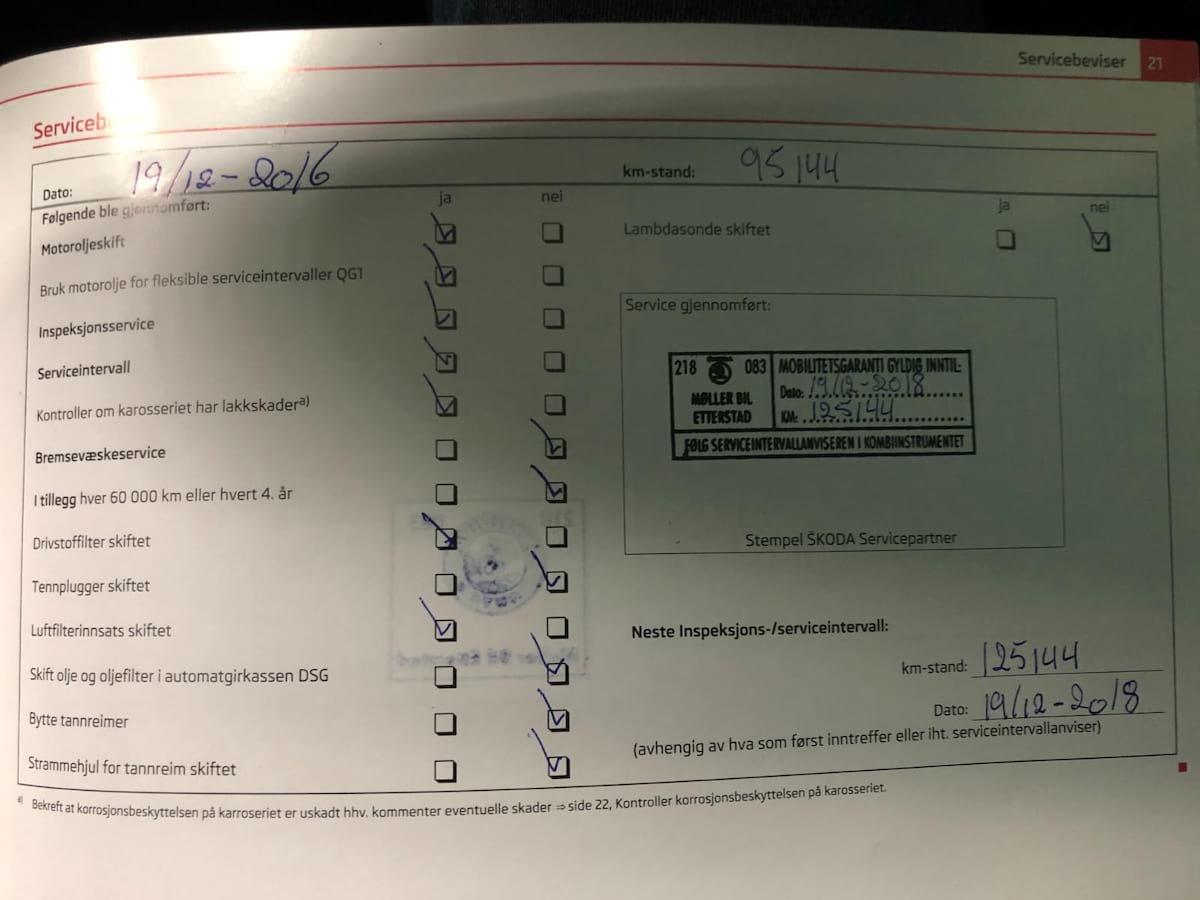 Servicebeviser 21
Serviceb
Dato: 19/12-2016
km-stand: 95144
Følgende ble gjennomført:
ja nei
Motoroljeskift
Bruk motorolje for fleksible serviceintervaller QG1
Inspeksjonsservice
Serviceintervall
Kontroller om karosseriet har lakkskader a)
Bremsevæskeservice
I tillegg hver 60 000 km eller hvert 4. år
Drivstoffilter skiftet
Tennplugger skiftet
Luftfilterinnsats skiftet
Skift olje og oljefilter i automatgirkassen DSG
Bytte tannreimer
Strammehjul for tannreim skiftet
ja nei
Lambdasonde skiftet
Service gjennomført:
218 083
MØLLER BIL
ETTERSTAD
MOBILITETSGARANTI GYLDIG INNTIL:
Dato: 19/12-2018
KM: 125144
FØLG SERVICEINTERVALLANVISEREN I KOMBIINSTRUMENTET
Stempel ŠKODA Servicepartner
Neste Inspeksjons-/serviceintervall:
km-stand: 125144
Dato: 19/12-2018
(avhengig av hva som først inntreffer eller iht. serviceintervallanviser)
a) Bekreft at korrosjonsbeskyttelsen på karroseriet er uskadt hhv. kommenter eventuelle skader ⇒ side 22, Kontroller korrosjonsbeskyttelsen på karosseriet.